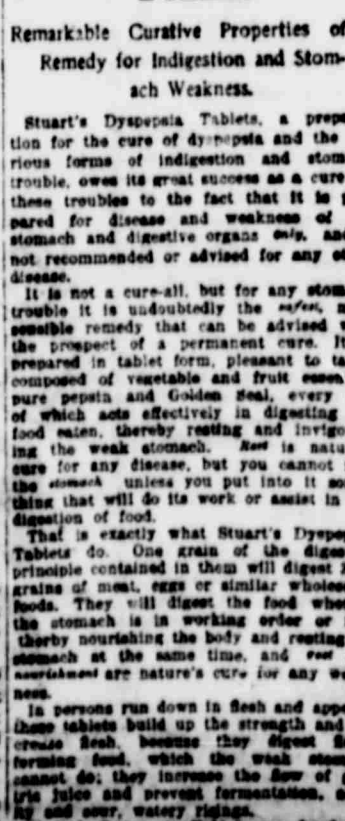 Remarkable Curative Properties of
Remedy for Indigestion and Stom-
ach Weakness.
Stuart's Dyspepsia Tablets, a prepa
tion for the cure of dyspepsia and the
rious forms of indigestion and stom
trouble, owes its great success as a cure
these troubles to the fact that it is p
pared for disease and weakness of
stomach and digestive organs only, and
not recommended or advised for any o
disease.
It is not a cure-all, but for any stom
trouble it is undoubtedly the safest, m
sensible remedy that can be advised w
the prospect of a permanent cure. It
prepared in tablet form, pleasant to ta
composed of vegetable and fruit essen
pure pepsin and Golden Seal, every
of which acts effectively in digesting
food eaten, thereby resting and invigo
ing the weak stomach. Rest is natu
cure for any disease, but you cannot
the stomach unless you put into it so
thing that will do its work or assist in
digestion of food.
That is exactly what Stuart's Dyspe
Tablets do. One grain of the diges
principle contained in them will digest
grains of meat, eggs or similar wholes
foods. They will digest the food whe
the stomach is in working order or
therby nourishing the body and resting
stomach at the same time, and rest
nourishment are nature's cure for any we
ness.
In persons run down in flesh and appe
these tablets build up the strength and
crease flesh, because they digest fl
forming food, which the weak stom
cannot do; they increase the flow of g
tric juice and prevent fermentation, a
ity and sour, watery risings.